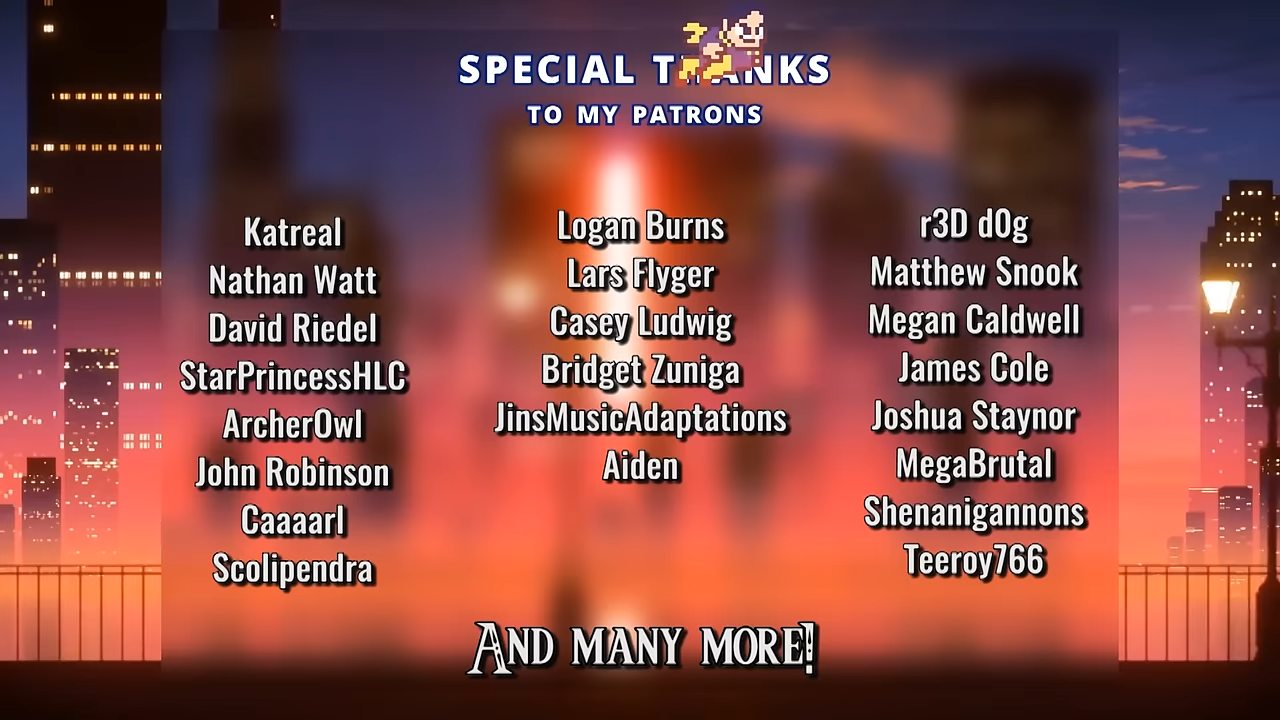 SPECIAL THANKS
TO MY PATRONS
Katreal
Nathan Watt
David Riedel
StarPrincessHLC
ArcherOwl
John Robinson
Caaaarl
Scolipendra
Logan Burns
Lars Flyger
Casey Ludwig
Bridget Zuniga
JinsMusicAdaptations
Aiden
r3D d0g
Matthew Snook
Megan Caldwell
James Cole
Joshua Staynor
MegaBrutal
Shenanigannons
Teeroy766
AND MANY MORE!